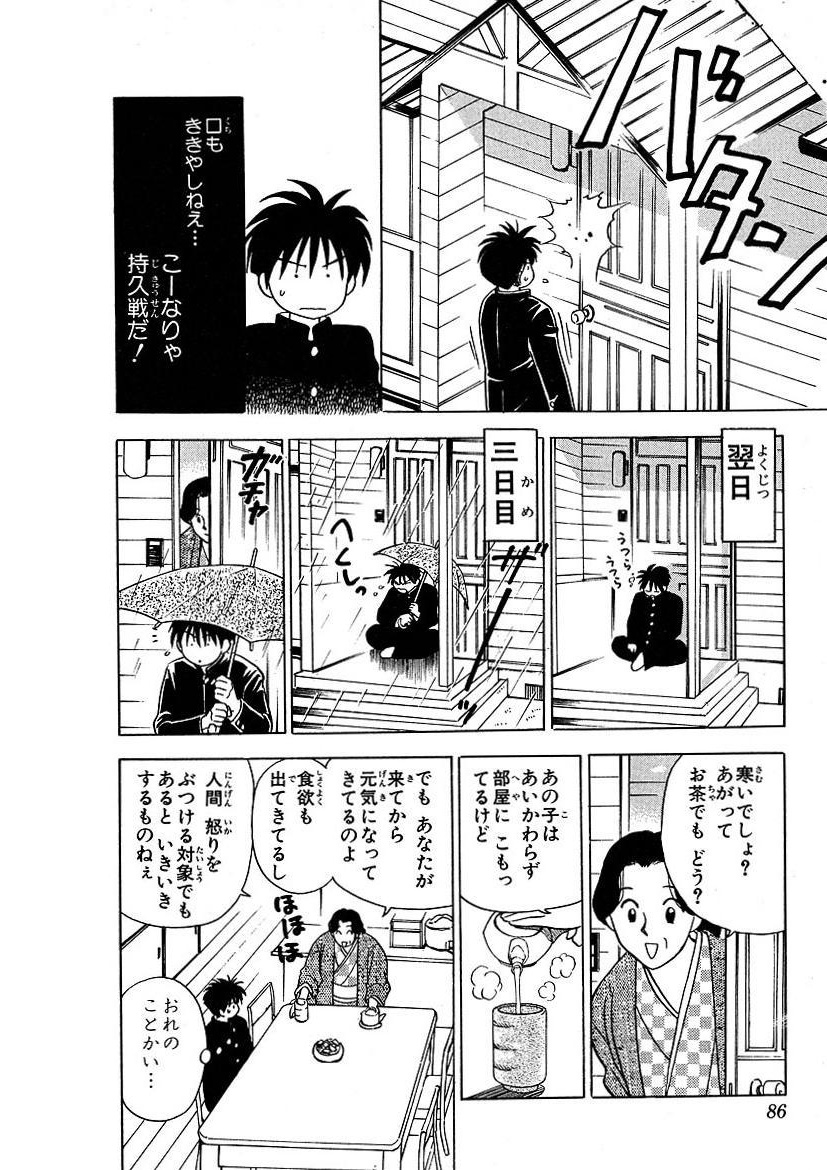 バタン
口も
ききやしねえ…
こーなりゃ
持久戦だ！
翌日
うつら
うつら
三日目
へくしっ
ザーーッ
ガチャ
寒いでしょ？
あがって
お茶でも どう？
あの子は
あいかわらず
部屋に こもっ
てるけど
でも あなたが
来てから
元気になって
きてるのよ
食欲も
出てきてるし
人間 怒りを
ぶつける対象でも
あると いきいき
するものねぇ
ほほほ
おれの
ことかい…
86